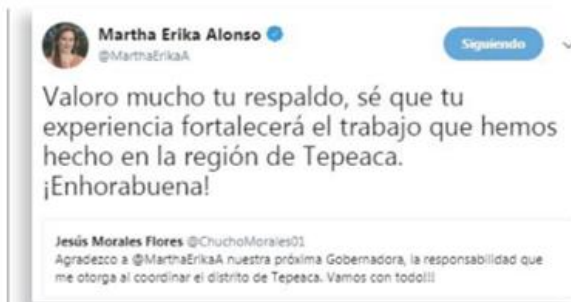 Martha Erika Alonso
@MarthaErikaA
Siguiendo
Valoro mucho tu respaldo, sé que tu
experiencia fortalecerá el trabajo que hemos
hecho en la región de Tepeaca.
¡Enhorabuena!
Jesús Morales Flores @ChuchoMorales01
Agradezco a @MarthaErikaA nuestra próxima Gobernadora, la responsabilidad que
me otorga al coordinar el distrito de Tepeaca. Vamos con todo!!!